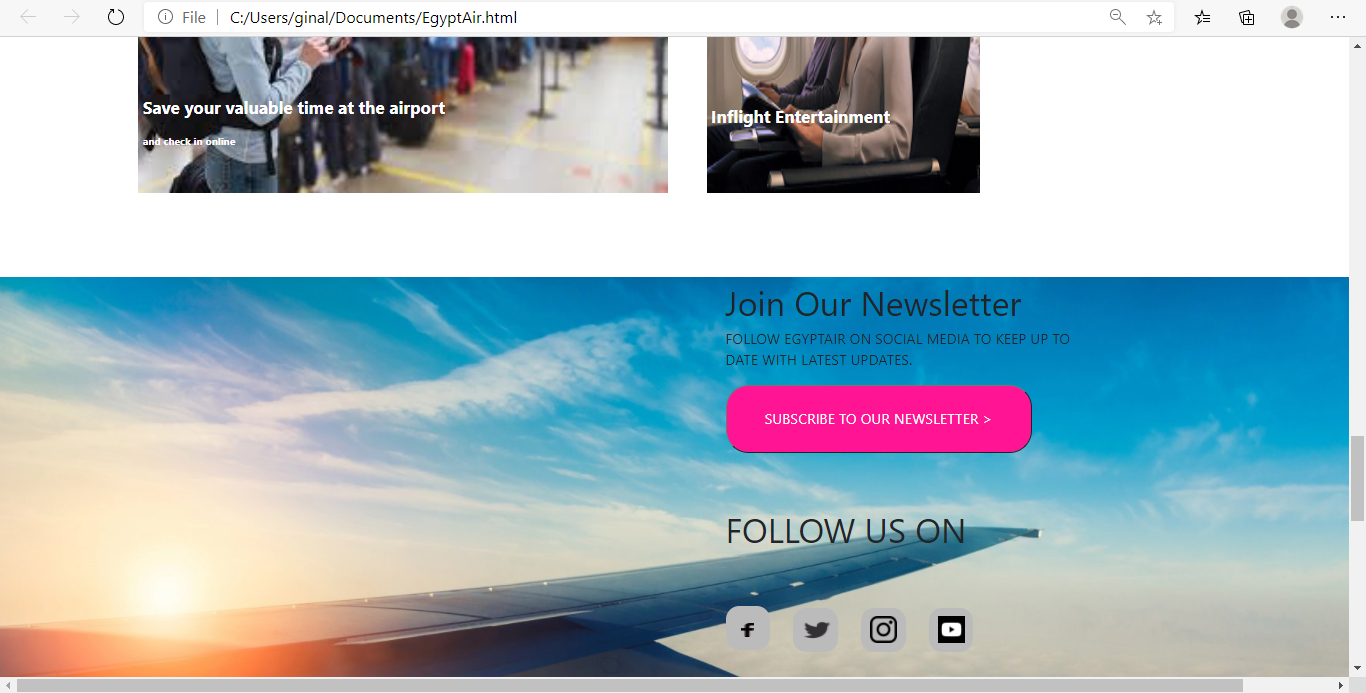 File
C:/Users/ginal/Documents/EgyptAir.html
Save your valuable time at the airport
and check in online
Inflight Entertainment
Join Our Newsletter
FOLLOW EGYPTAIR ON SOCIAL MEDIA TO KEEP UP TO
DATE WITH LATEST UPDATES.
SUBSCRIBE TO OUR NEWSLETTER >
FOLLOW US ON